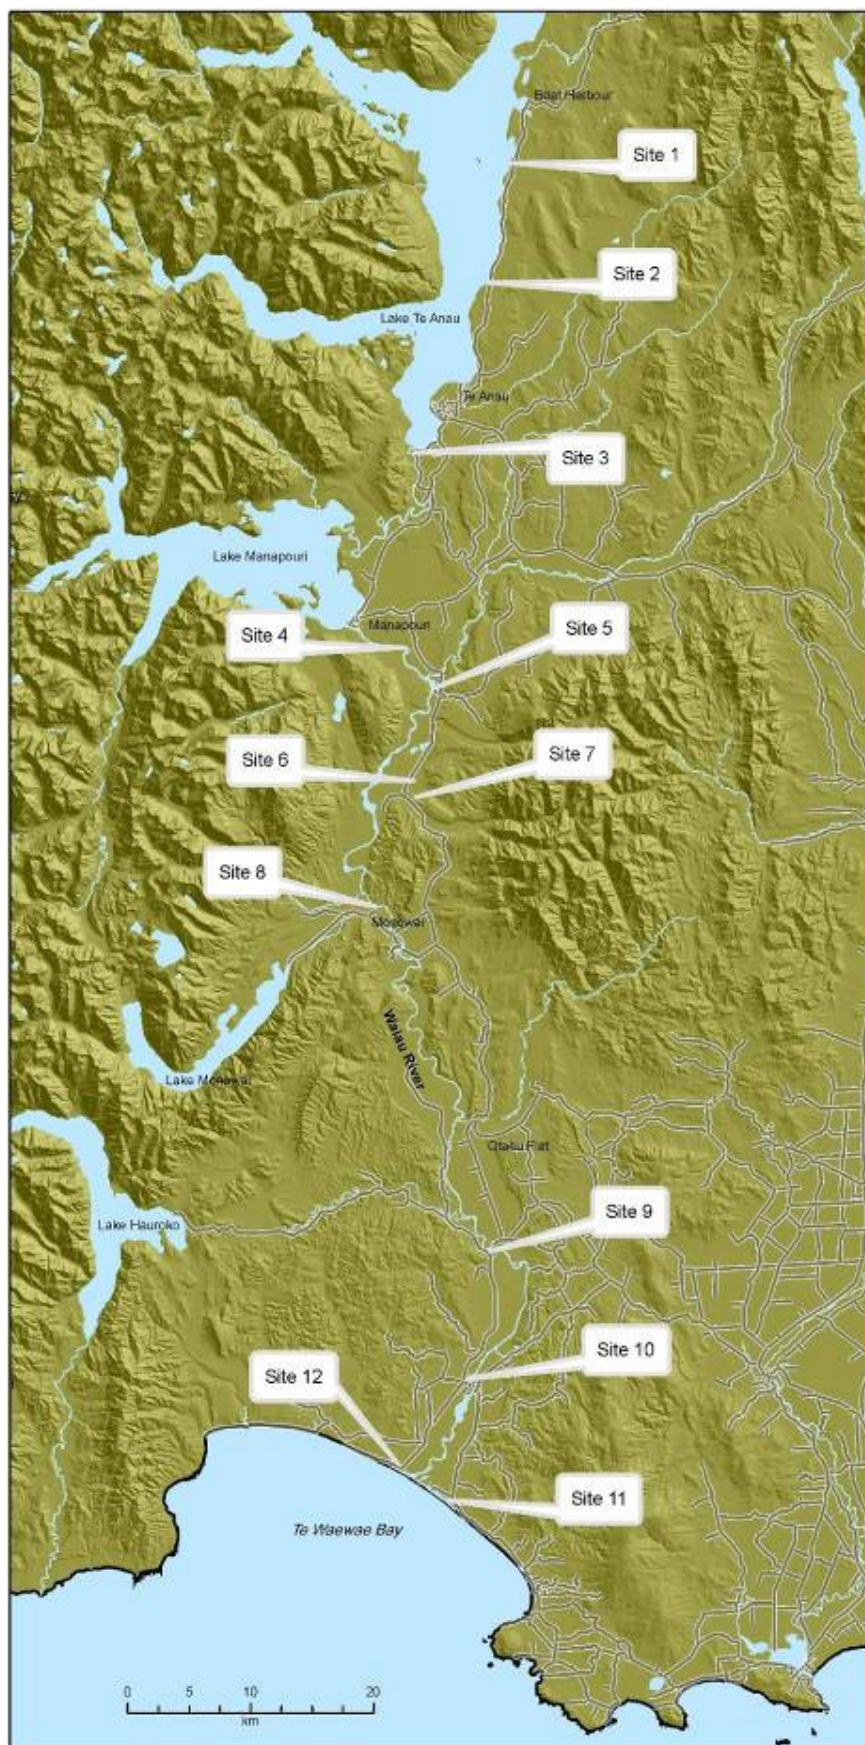 Boat Harbour
Site 1
Site 2
Lake Te Anau
Te Anau
Site 3
Lake Manapouri
Manapouri
Site 4
Site 5
Site 6
Site 7
Site 8
Monowai
Waiau River
Lake Monowai
Otahu Flat
Lake Hauroko
Site 9
Site 10
Site 12
Site 11
Te Waewae Bay
0 5 10 20
km